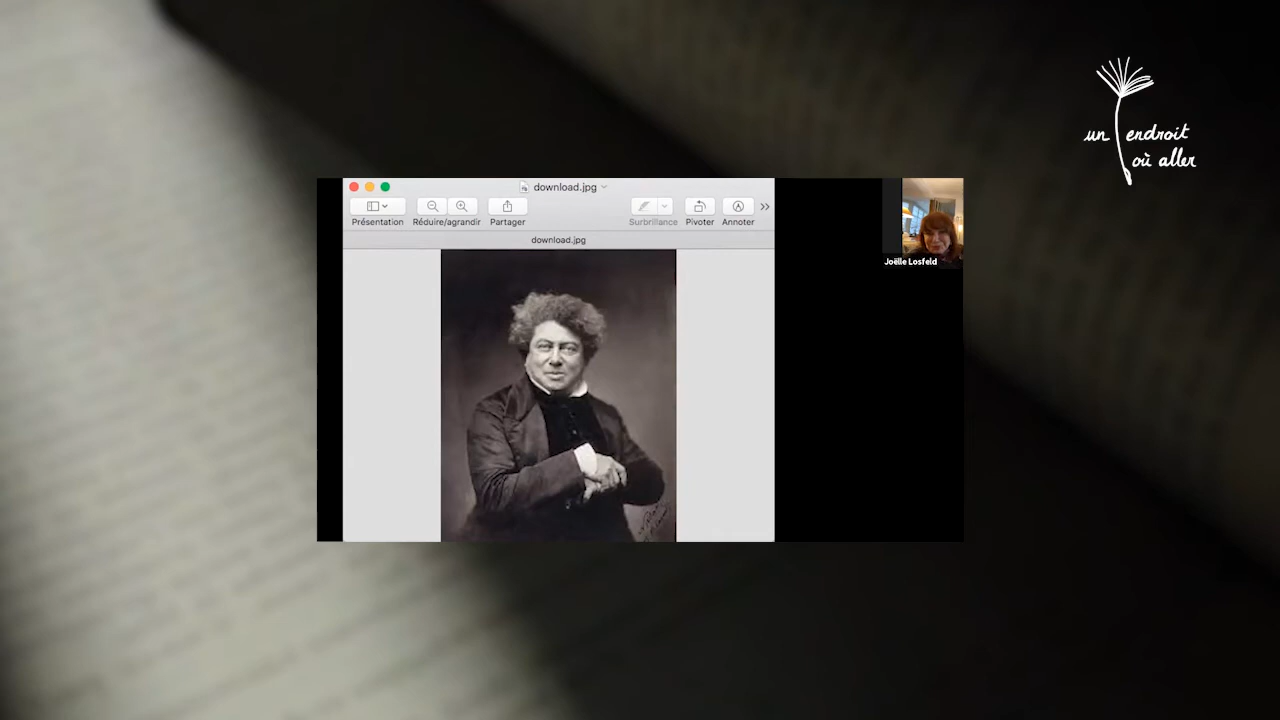 un endroit
où aller
download.jpg
Présentation
Réduire/agrandir
Partager
Surbrillance
Pivoter
Annoter
download.jpg
Joëlle Losfeld